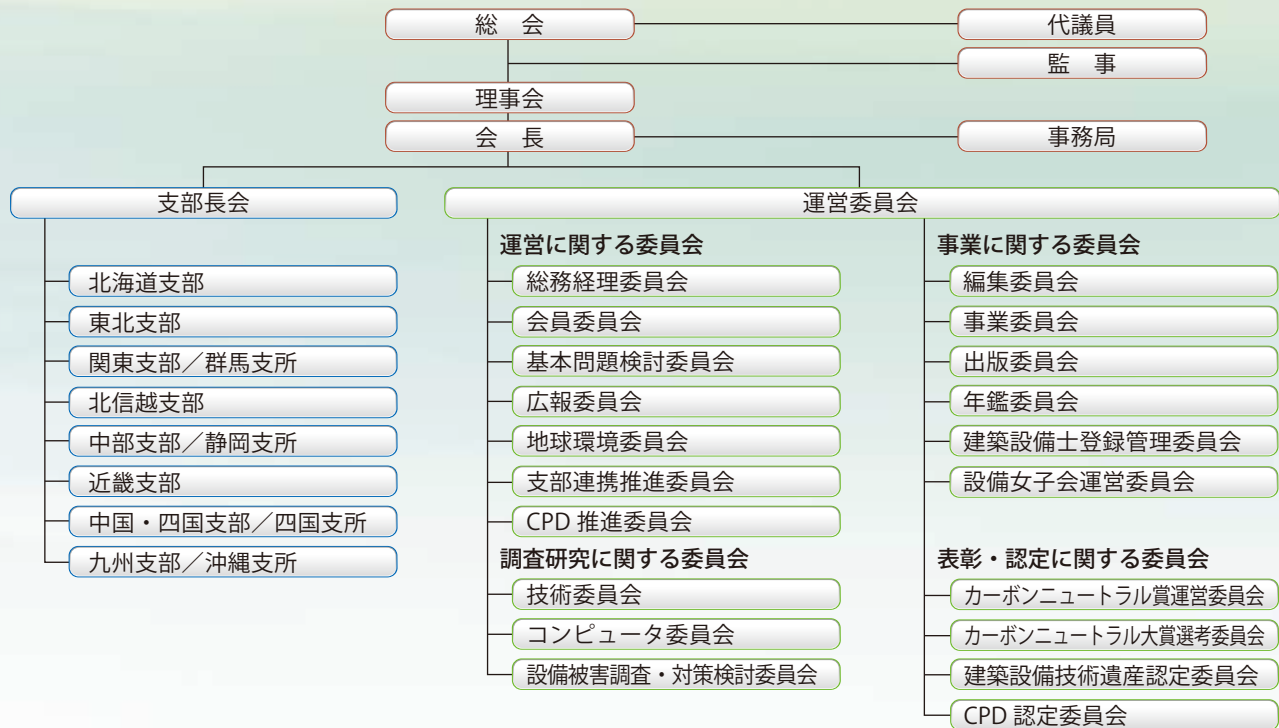 総　会
代議員
監　事
理事会
会　長
事務局
支部長会
北海道支部
東北支部
関東支部／群馬支所
北信越支部
中部支部／静岡支所
近畿支部
中国・四国支部／四国支所
九州支部／沖縄支所
運営委員会
運営に関する委員会
総務経理委員会
会員委員会
基本問題検討委員会
広報委員会
地球環境委員会
支部連携推進委員会
CPD 推進委員会
調査研究に関する委員会
技術委員会
コンピュータ委員会
設備被害調査・対策検討委員会
事業に関する委員会
編集委員会
事業委員会
出版委員会
年鑑委員会
建築設備士登録管理委員会
設備女子会運営委員会
表彰・認定に関する委員会
カーボンニュートラル賞運営委員会
カーボンニュートラル大賞選考委員会
建築設備技術遺産認定委員会
CPD 認定委員会